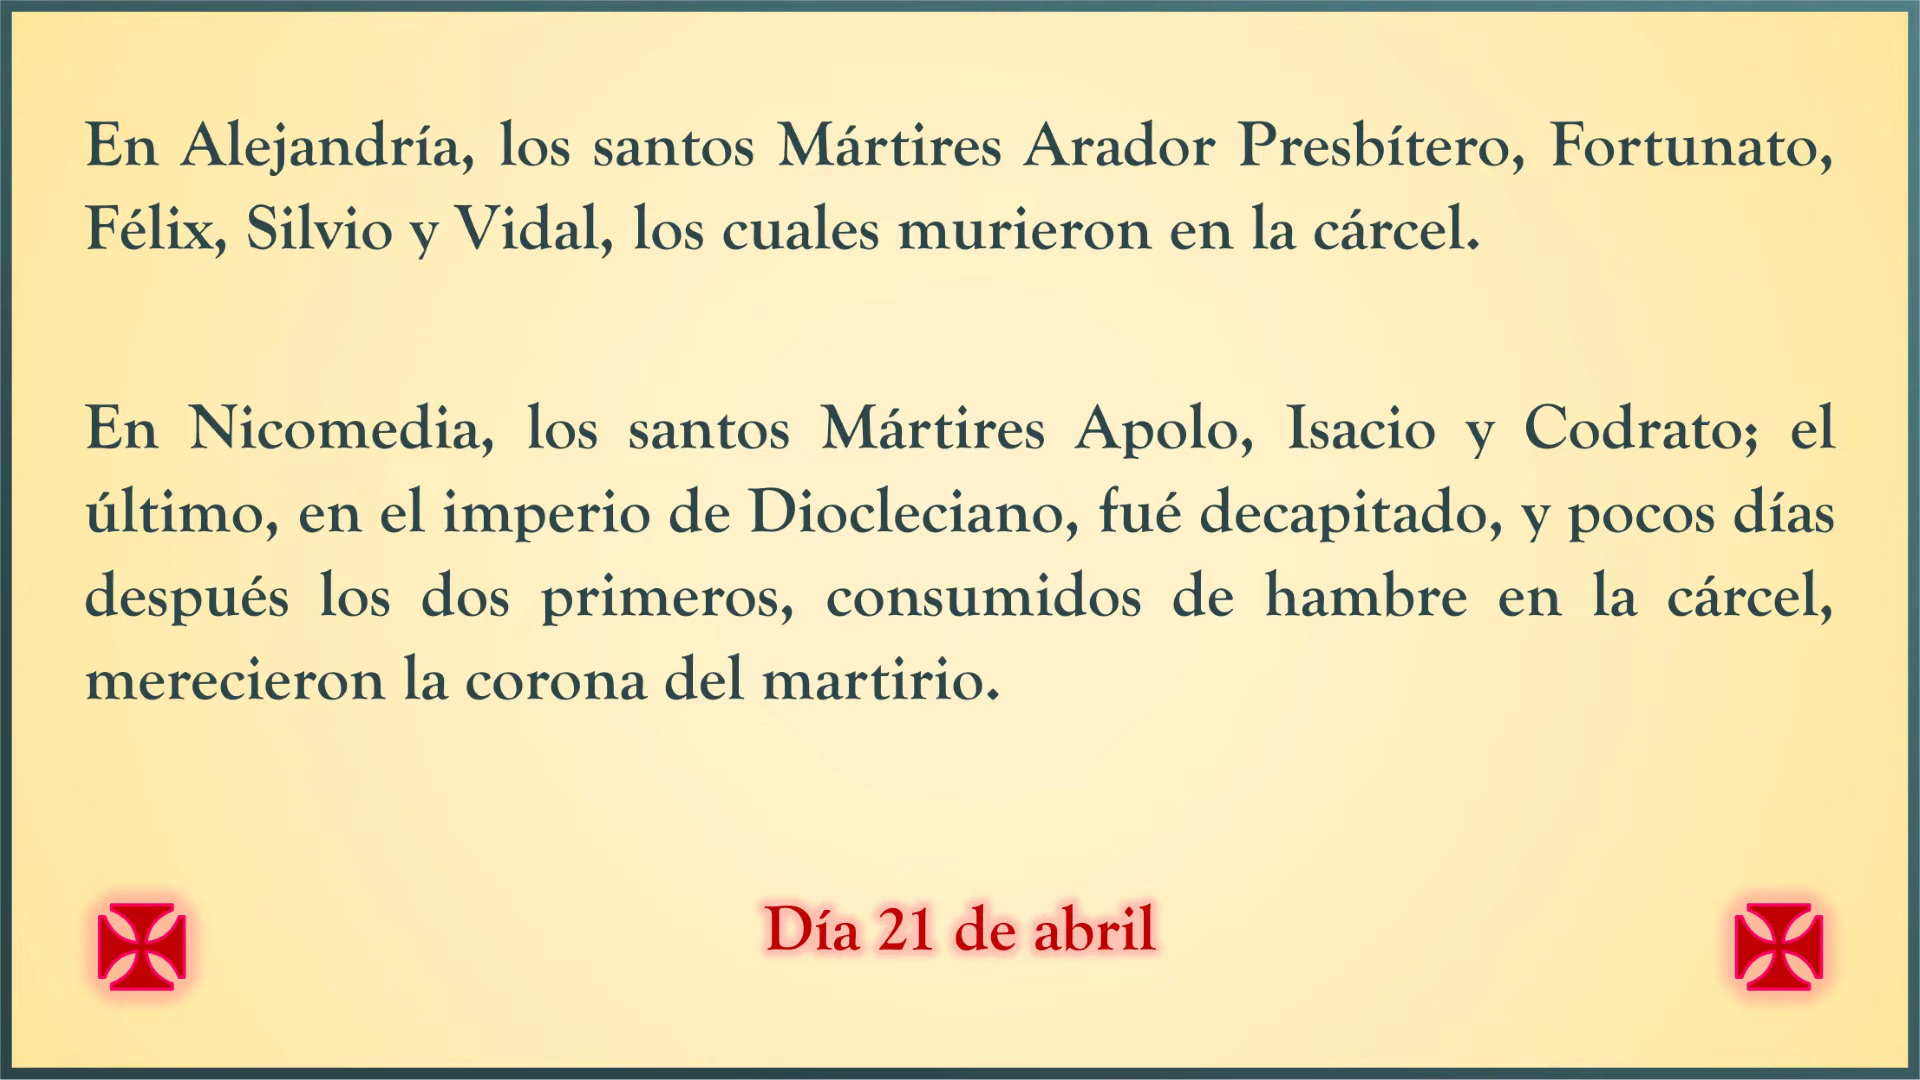 En Alejandría, los santos Mártires Arador Presbítero, Fortunato,
Félix, Silvio y Vidal, los cuales murieron en la cárcel.
En Nicomedia, los santos Mártires Apolo, Isacio y Codrato; el
último, en el imperio de Diocleciano, fué decapitado, y pocos días
después los dos primeros, consumidos de hambre en la cárcel,
merecieron la corona del martirio.
Día 21 de abril